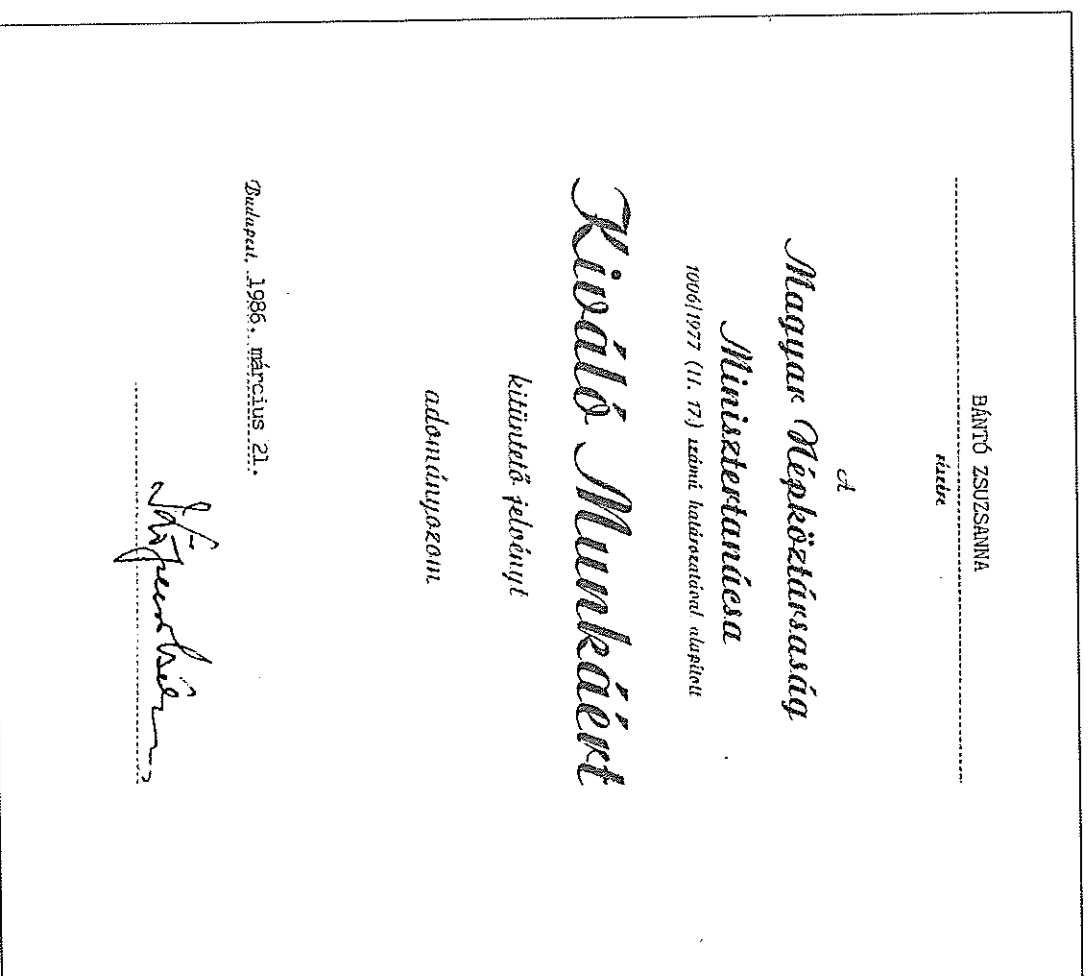 BÁNTÓ ZSUZSANNA
részére
A
Magyar Népköztársaság
Minisztertanácsa
1006/1977 (II. 17.) számú határozatával alapított
Kiváló Munkáért
kitüntető jelvényt
adományozom
Budapest, 1986. március 21.